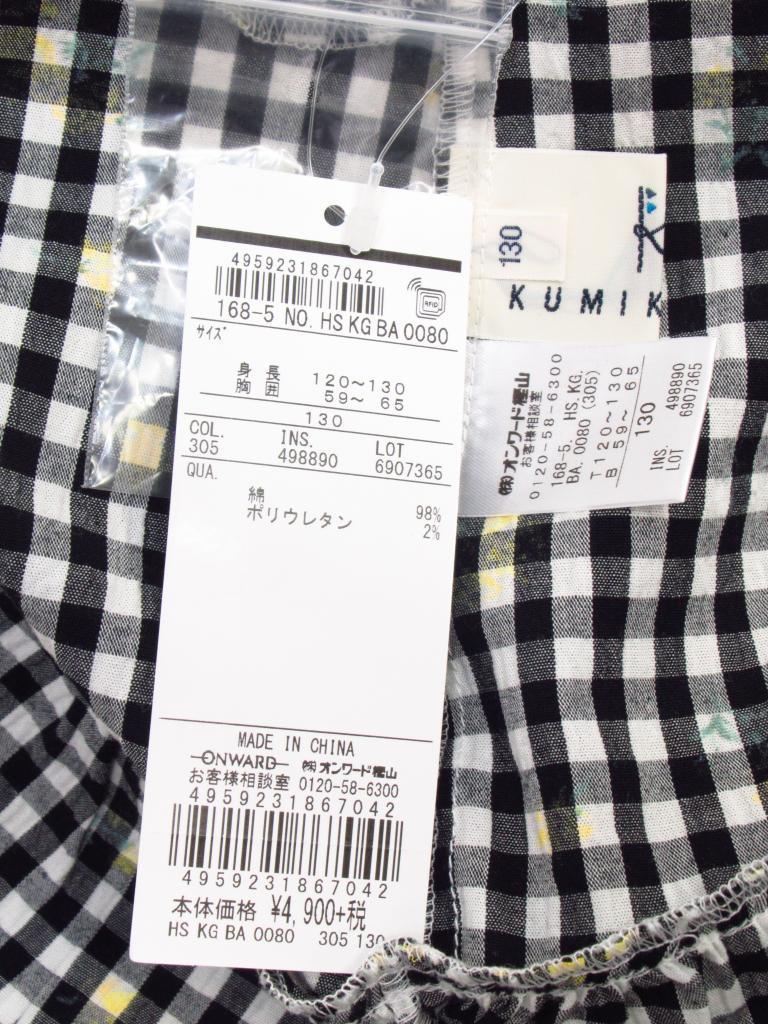 4959231867042
RFID
168-5 NO. HS KG BA 0080
サイズ
身 長 120~130
胸 囲 59~ 65
130
COL. INS. LOT
305 498890 6907365
QUA.
綿 98%
ポリウレタン 2%
MADE IN CHINA
ONWARD ㈱オンワード樫山
お客様相談室 0120-58-6300
4959231867042
4959231867042
本体価格 ¥4,900+税
HS KG BA 0080 305 130
130
KUMIK
㈱オンワード樫山
お客様相談室
0120-58-6300
168-5. HS.KG.
BA. 0080 (305)
T 120~130
B 59~ 65
130
INS. 498890
LOT 6907365